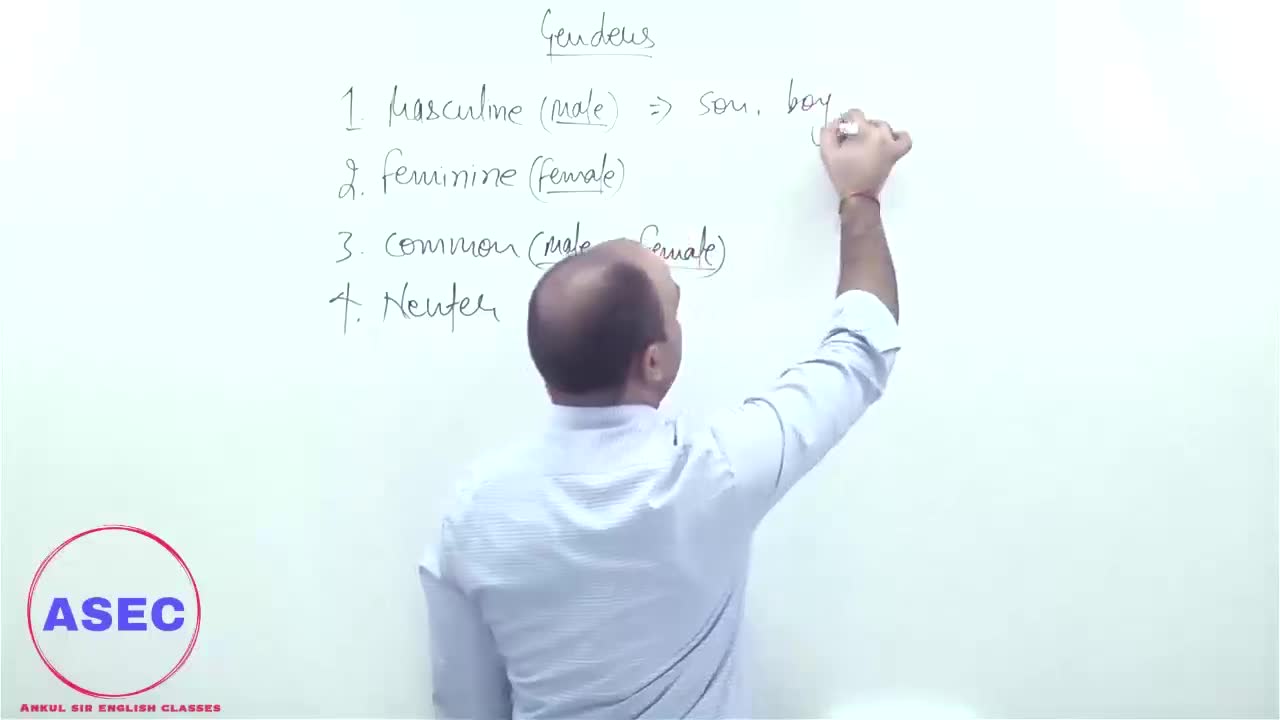 Genders
1. Masculine (male) ⇒ son. boy
2. feminine (female)
3. common (male female)
4. Neuter
ASEC
ANKUL SIR ENGLISH CLASSES